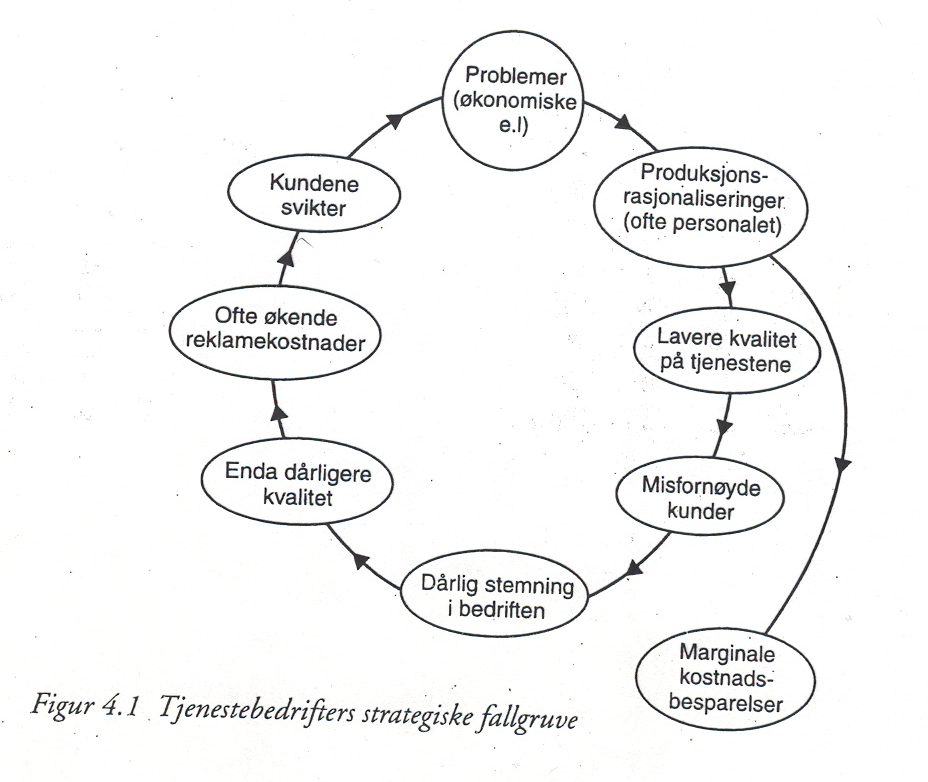 Problemer
(økonomiske
e.l)
Produksjons-
rasjonaliseringer
(ofte personalet)
Lavere kvalitet
på tjenestene
Misfornøyde
kunder
Dårlig stemning
i bedriften
Enda dårligere
kvalitet
Ofte økende
reklamekostnader
Kundene
svikter
Marginale
kostnads-
besparelser
Figur 4.1 Tjenestebedrifters strategiske fallgruve